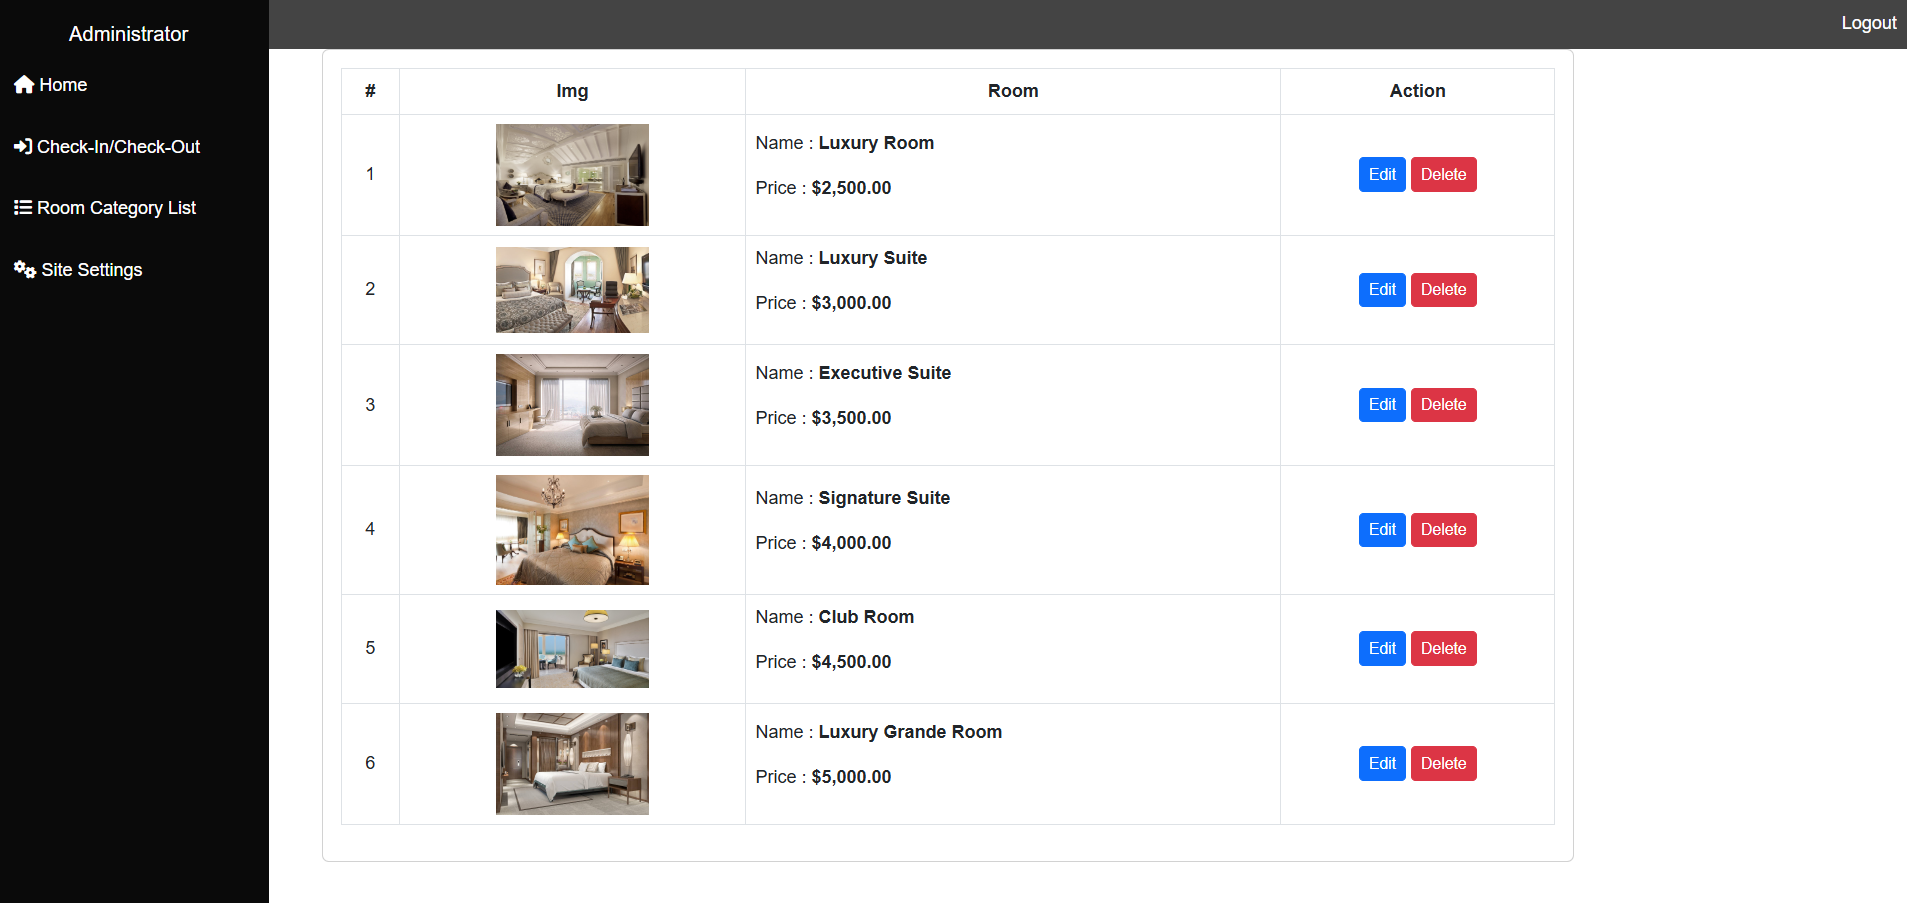 Administrator
Logout
Home
Check-In/Check-Out
Room Category List
Site Settings
# Img Room Action
1
Name : Luxury Room
Price : $2,500.00
Edit Delete
2
Name : Luxury Suite
Price : $3,000.00
Edit Delete
3
Name : Executive Suite
Price : $3,500.00
Edit Delete
4
Name : Signature Suite
Price : $4,000.00
Edit Delete
5
Name : Club Room
Price : $4,500.00
Edit Delete
6
Name : Luxury Grande Room
Price : $5,000.00
Edit Delete